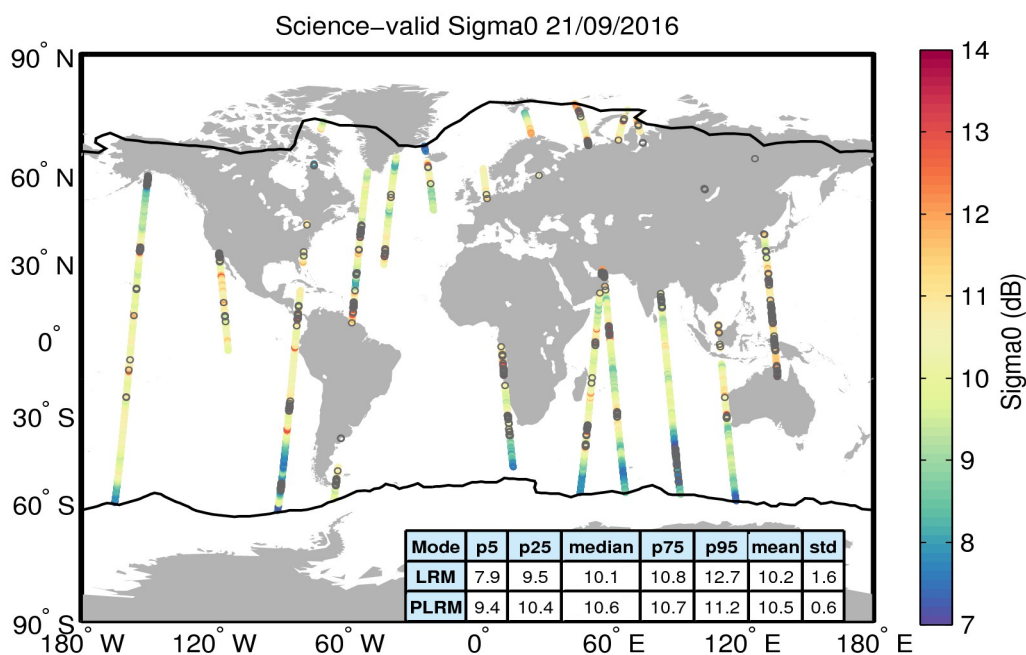 Science−valid Sigma0 21/09/2016
90° N
60° N
30° N
0°
30° S
60° S
90° S
180° W
120° W
60° W
0°
60° E
120° E
180° E
14
13
12
11
10
9
8
7
Sigma0 (dB)
Mode p5 p25 median p75 p95 mean std
LRM 7.9 9.5 10.1 10.8 12.7 10.2 1.6
PLRM 9.4 10.4 10.6 10.7 11.2 10.5 0.6